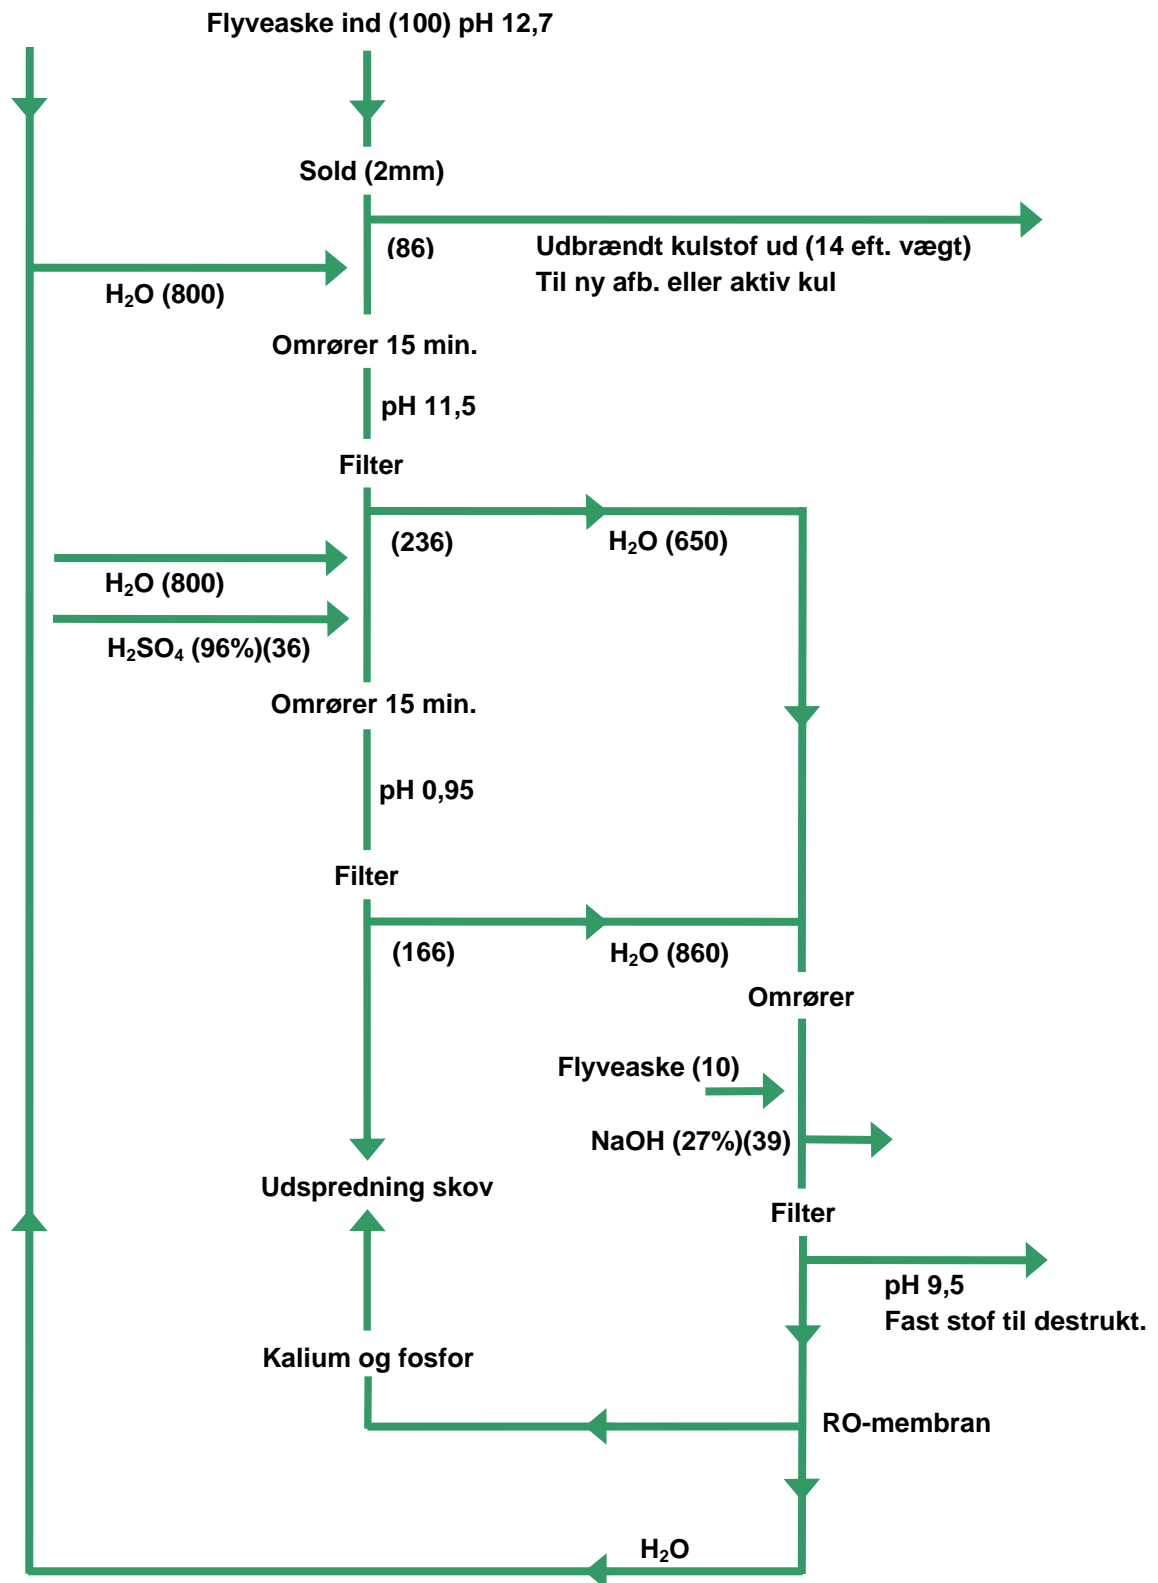 Flyveaske ind (100) pH 12,7
Sold (2mm)
(86)
Udbrændt kulstof ud (14 eft. vægt)
Til ny afb. eller aktiv kul
H₂O (800)
Omrører 15 min.
pH 11,5
Filter
(236)
H₂O (650)
H₂O (800)
H₂SO₄ (96%)(36)
Omrører 15 min.
pH 0,95
Filter
(166)
H₂O (860)
Omrører
Flyveaske (10)
NaOH (27%)(39)
Udspredning skov
Filter
pH 9,5
Fast stof til destrukt.
Kalium og fosfor
RO-membran
H₂O